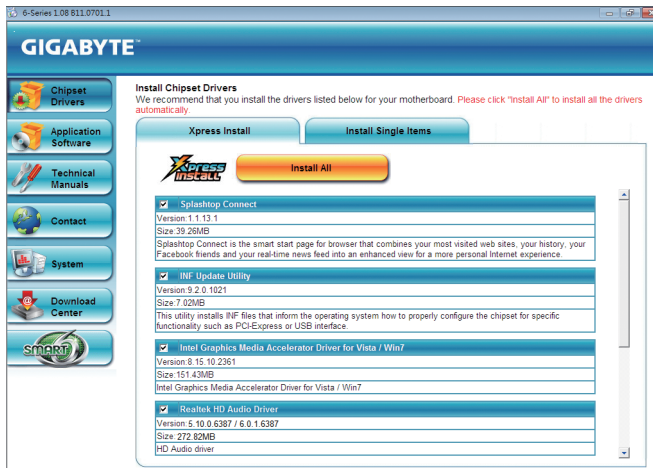 6-Series 1.08 B11.0701.1
GIGABYTE™
Chipset
Drivers
Application
Software
Technical
Manuals
Contact
System
Download
Center
SMART
Install Chipset Drivers
We recommend that you install the drivers listed below for your motherboard. Please click "Install All" to install all the drivers
automatically.
Xpress Install
Install Single Items
Xpress
INSTALL
Install All
Splashtop Connect
Version:1.1.13.1
Size:39.26MB
Splashtop Connect is the smart start page for browser that combines your most visited web sites, your history, your
Facebook friends and your real-time news feed into an enhanced view for a more personal Internet experience.
INF Update Utility
Version:9.2.0.1021
Size:7.02MB
This utility installs INF files that inform the operating system how to properly configure the chipset for specific
functionality such as PCI-Express or USB interface.
Intel Graphics Media Accelerator Driver for Vista / Win7
Version:8.15.10.2361
Size:151.43MB
Intel Graphics Media Accelerator Driver for Vista / Win7
Realtek HD Audio Driver
Version:5.10.0.6387 / 6.0.1.6387
Size:272.82MB
HD Audio driver